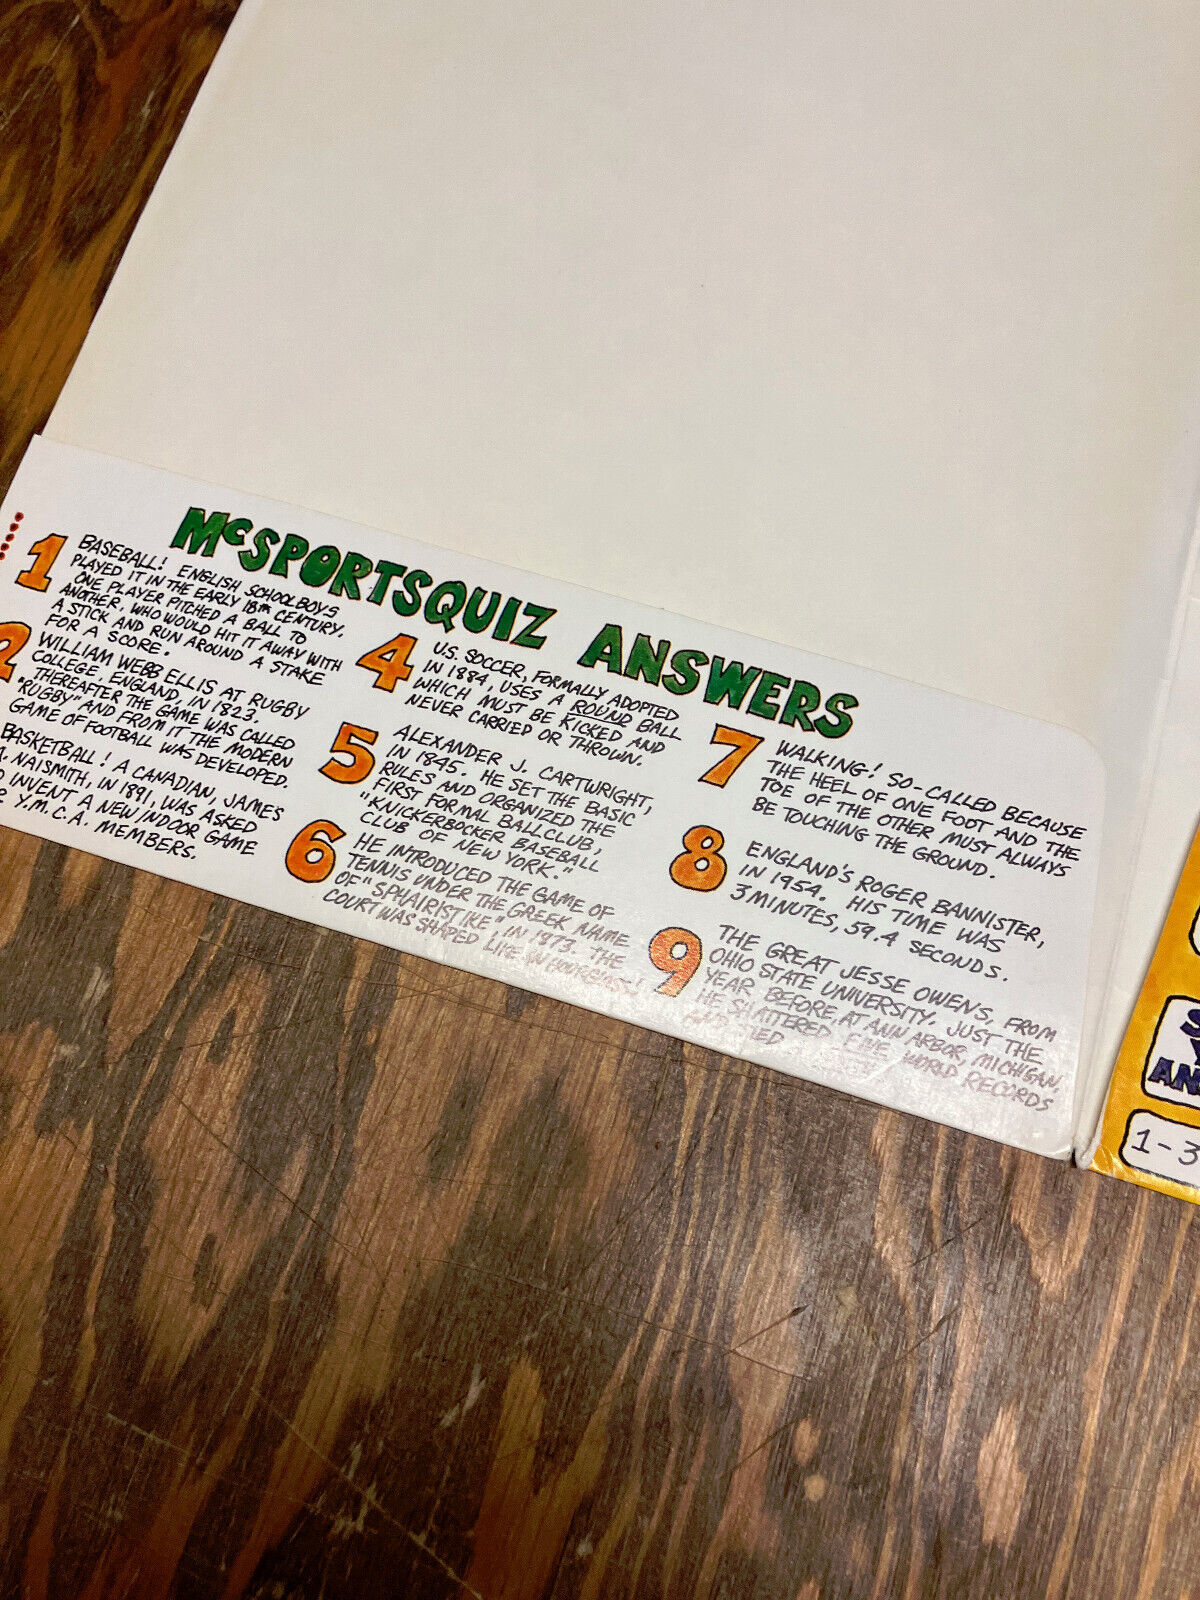 McSPORTSQUIZ ANSWERS
1 BASEBALL! ENGLISH SCHOOLBOYS
PLAYED IT IN THE EARLY 18TH CENTURY.
ONE PLAYER PITCHED A BALL TO
ANOTHER, WHO WOULD HIT IT AWAY WITH
A STICK AND RUN AROUND A STAKE
FOR A SCORE.
2 WILLIAM WEBB ELLIS AT RUGBY
COLLEGE, ENGLAND, IN 1823.
THEREAFTER THE GAME WAS CALLED
"RUGBY" AND FROM IT THE MODERN
GAME OF FOOTBALL WAS DEVELOPED.
BASKETBALL! A CANADIAN, JAMES
A. NAISMITH, IN 1891, WAS ASKED
INVENT A NEW INDOOR GAME
Y.M.C.A. MEMBERS.
4 U.S. SOCCER, FORMALLY ADOPTED
IN 1884, USES A ROUND BALL
WHICH MUST BE KICKED AND
NEVER CARRIED OR THROWN.
5 ALEXANDER J. CARTWRIGHT,
IN 1845. HE SET THE BASIC
RULES AND ORGANIZED THE
FIRST FORMAL BALLCLUB,
"KNICKERBOCKER BASEBALL
CLUB OF NEW YORK."
6 HE INTRODUCED THE GAME OF
TENNIS UNDER THE GREEK NAME
OF "SPHAIRISTIKE", IN 1873. THE
COURT WAS SHAPED LIKE AN HOURGLASS!
7 WALKING! SO-CALLED BECAUSE
THE HEEL OF ONE FOOT AND THE
TOE OF THE OTHER MUST ALWAYS
BE TOUCHING THE GROUND.
8 ENGLAND'S ROGER BANNISTER,
IN 1954. HIS TIME WAS
3 MINUTES, 59.4 SECONDS.
9 THE GREAT JESSE OWENS, FROM
OHIO STATE UNIVERSITY. JUST THE
YEAR BEFORE, AT ANN ARBOR, MICHIGAN,
HE SHATTERED FIVE WORLD RECORDS
AND TIED
1-3